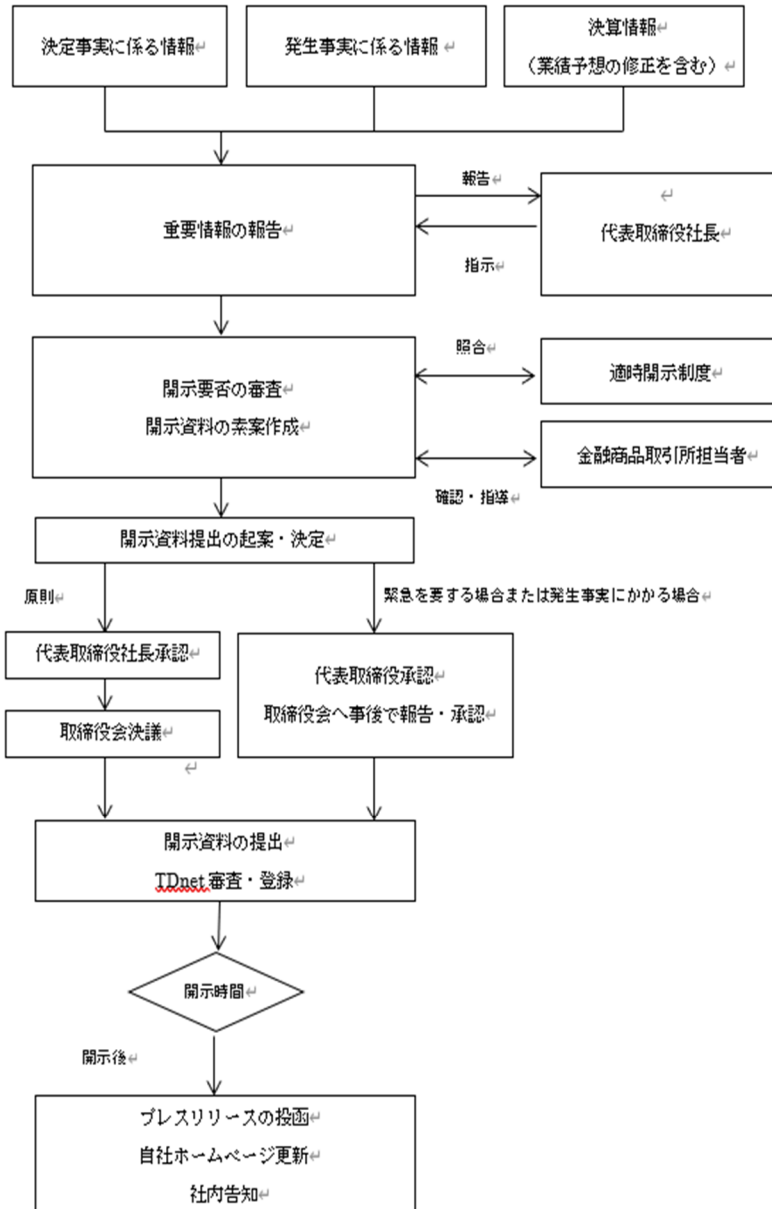 決定事実に係る情報
発生事実に係る情報
決算情報
（業績予想の修正を含む）
報告
重要情報の報告
代表取締役社長
指示
照合
開示要否の審査
適時開示制度
開示資料の素案作成
金融商品取引所担当者
確認・指導
開示資料提出の起案・決定
原則
緊急を要する場合または発生事実にかかる場合
代表取締役社長承認
代表取締役承認
取締役会へ事後で報告・承認
取締役会決議
開示資料の提出
TDnet 審査・登録
開示時間
開示後
プレスリリースの投函
自社ホームページ更新
社内告知